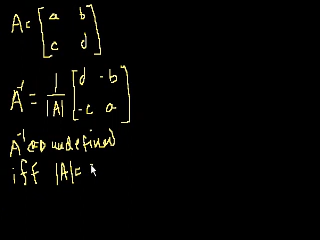 A = [a b
c d]
A⁻¹ = 1/|A| [d -b
-c a]
A⁻¹ undefined
iff |A| =